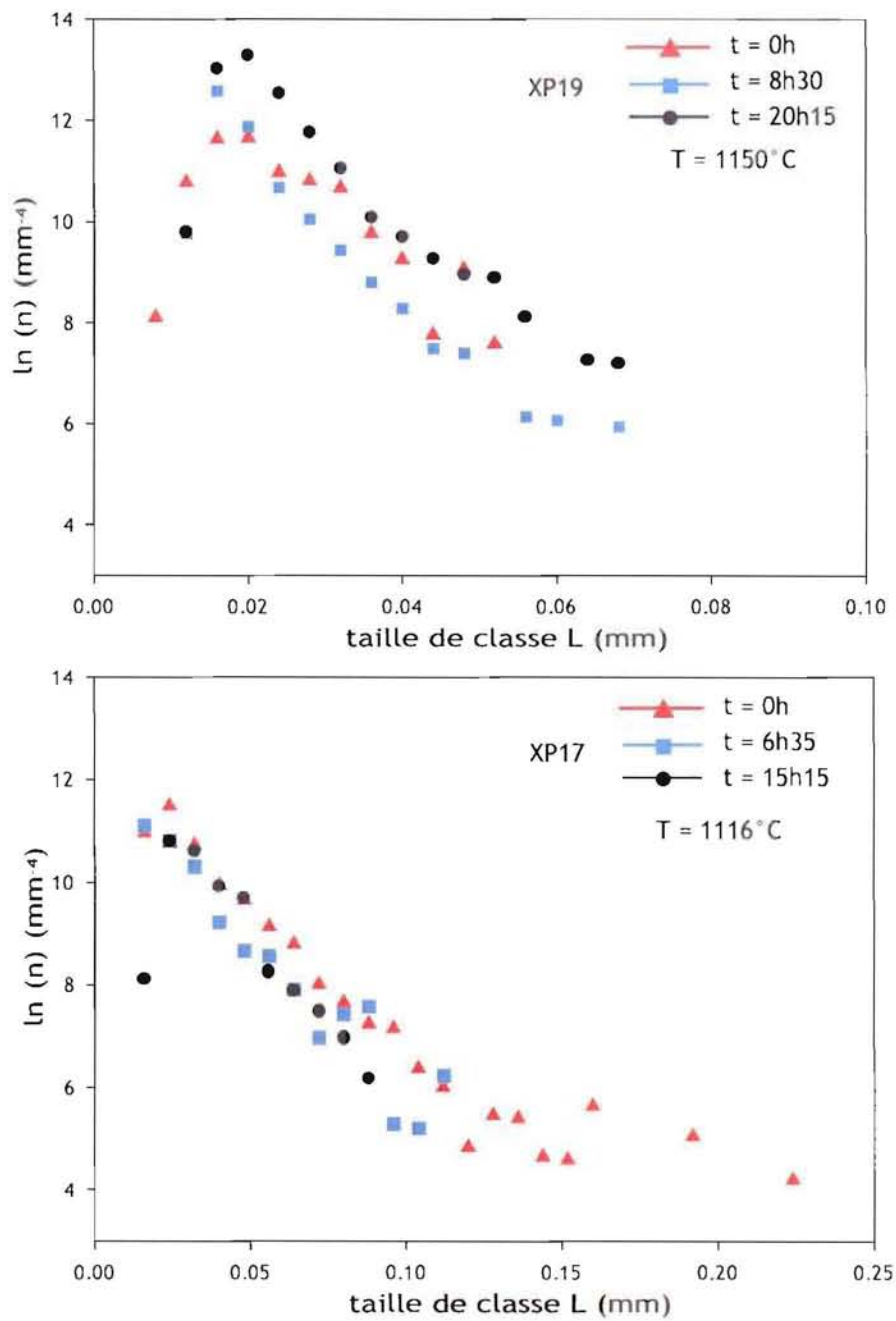 14
12
10
8
6
4
ln (n) (mm-4)
XP19
t = 0h
t = 8h30
t = 20h15
T = 1150°C
0.00
0.02
0.04
0.06
0.08
0.10
taille de classe L (mm)
14
12
10
8
6
4
ln (n) (mm-4)
XP17
t = 0h
t = 6h35
t = 15h15
T = 1116°C
0.00
0.05
0.10
0.15
0.20
0.25
taille de classe L (mm)